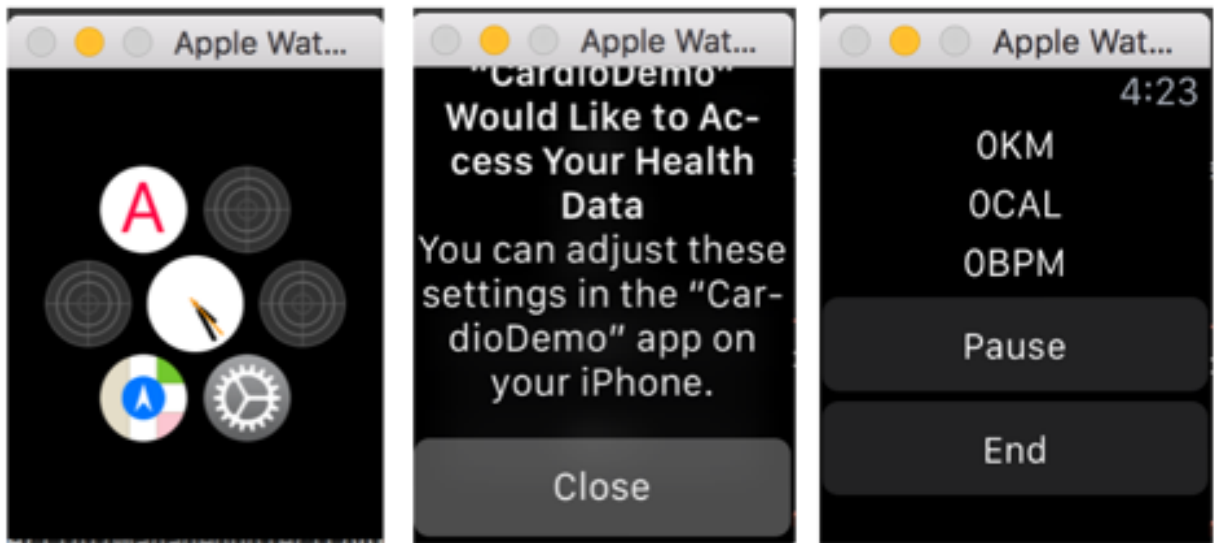 Apple Wat...
A
Apple Wat...
"CardioDemo"
Would Like to Ac-
cess Your Health
Data
You can adjust these
settings in the "Car-
dioDemo" app on
your iPhone.
Close
Apple Wat...
4:23
0KM
0CAL
0BPM
Pause
End